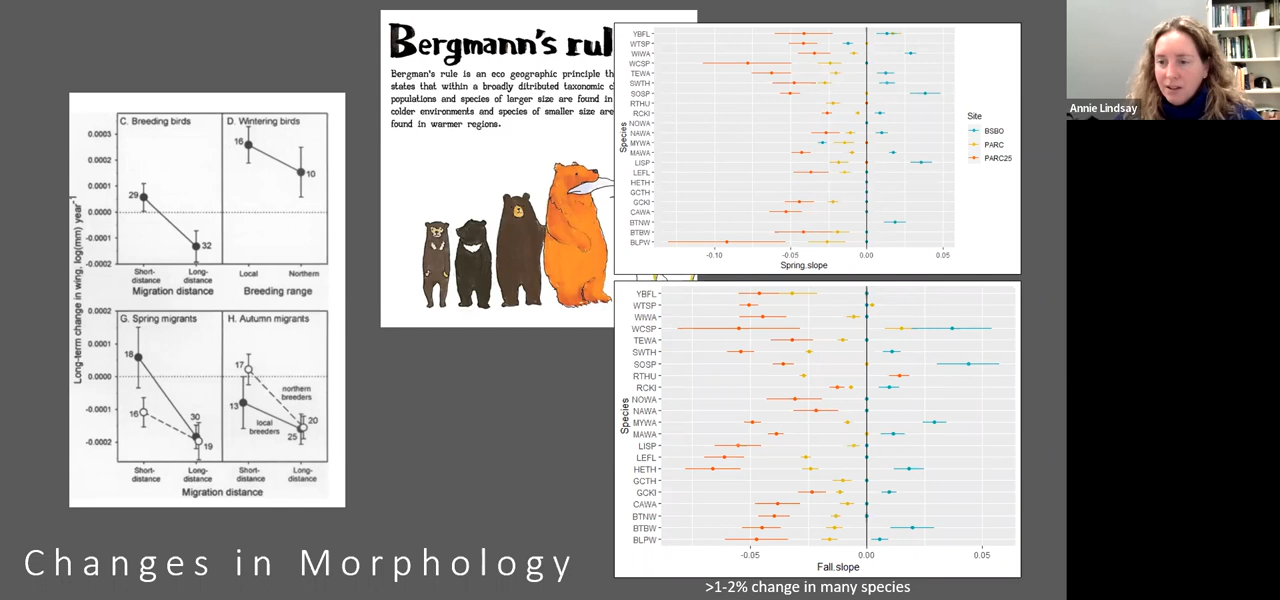 C. Breeding birds
D. Wintering birds
0.0003
0.0002
0.0001
0.0000
-0.0001
-0.0002
16
10
29
32
Short-
distance
Long-
distance
Local
Northern
Migration distance
Breeding range
Long-term change in wing, log(mm) year-1
G. Spring migrants
H. Autumn migrants
0.0002
0.0001
0.0000
-0.0001
-0.0002
18
16
30
19
17
13
northern
breeders
local
breeders
20
25
Short-
distance
Long-
distance
Short-
distance
Long-
distance
Migration distance
Changes in Morphology
Bergmann's rul
Bergman's rule is an eco geographic principle th
states that within a broadly ditributed taxonomic c
populations and species of larger size are found in
colder environments and species of smaller size are
found in warmer regions.
Species
YBFL
WTSP
WIWA
WCSP
TEWA
SWTH
SOSP
RTHU
RCKI
NOWA
NAWA
MYWA
MAWA
LISP
LEFL
HETH
GCTH
GCKI
CAWA
BTNW
BTBW
BLPW
-0.10
-0.05
0.00
0.05
Spring.slope
Site
BSBO
PARC
PARC25
Species
YBFL
WTSP
WIWA
WCSP
TEWA
SWTH
SOSP
RTHU
RCKI
NOWA
NAWA
MYWA
MAWA
LISP
LEFL
HETH
GCTH
GCKI
CAWA
BTNW
BTBW
BLPW
-0.05
0.00
0.05
Fall.slope
>1-2% change in many species
Annie Lindsay